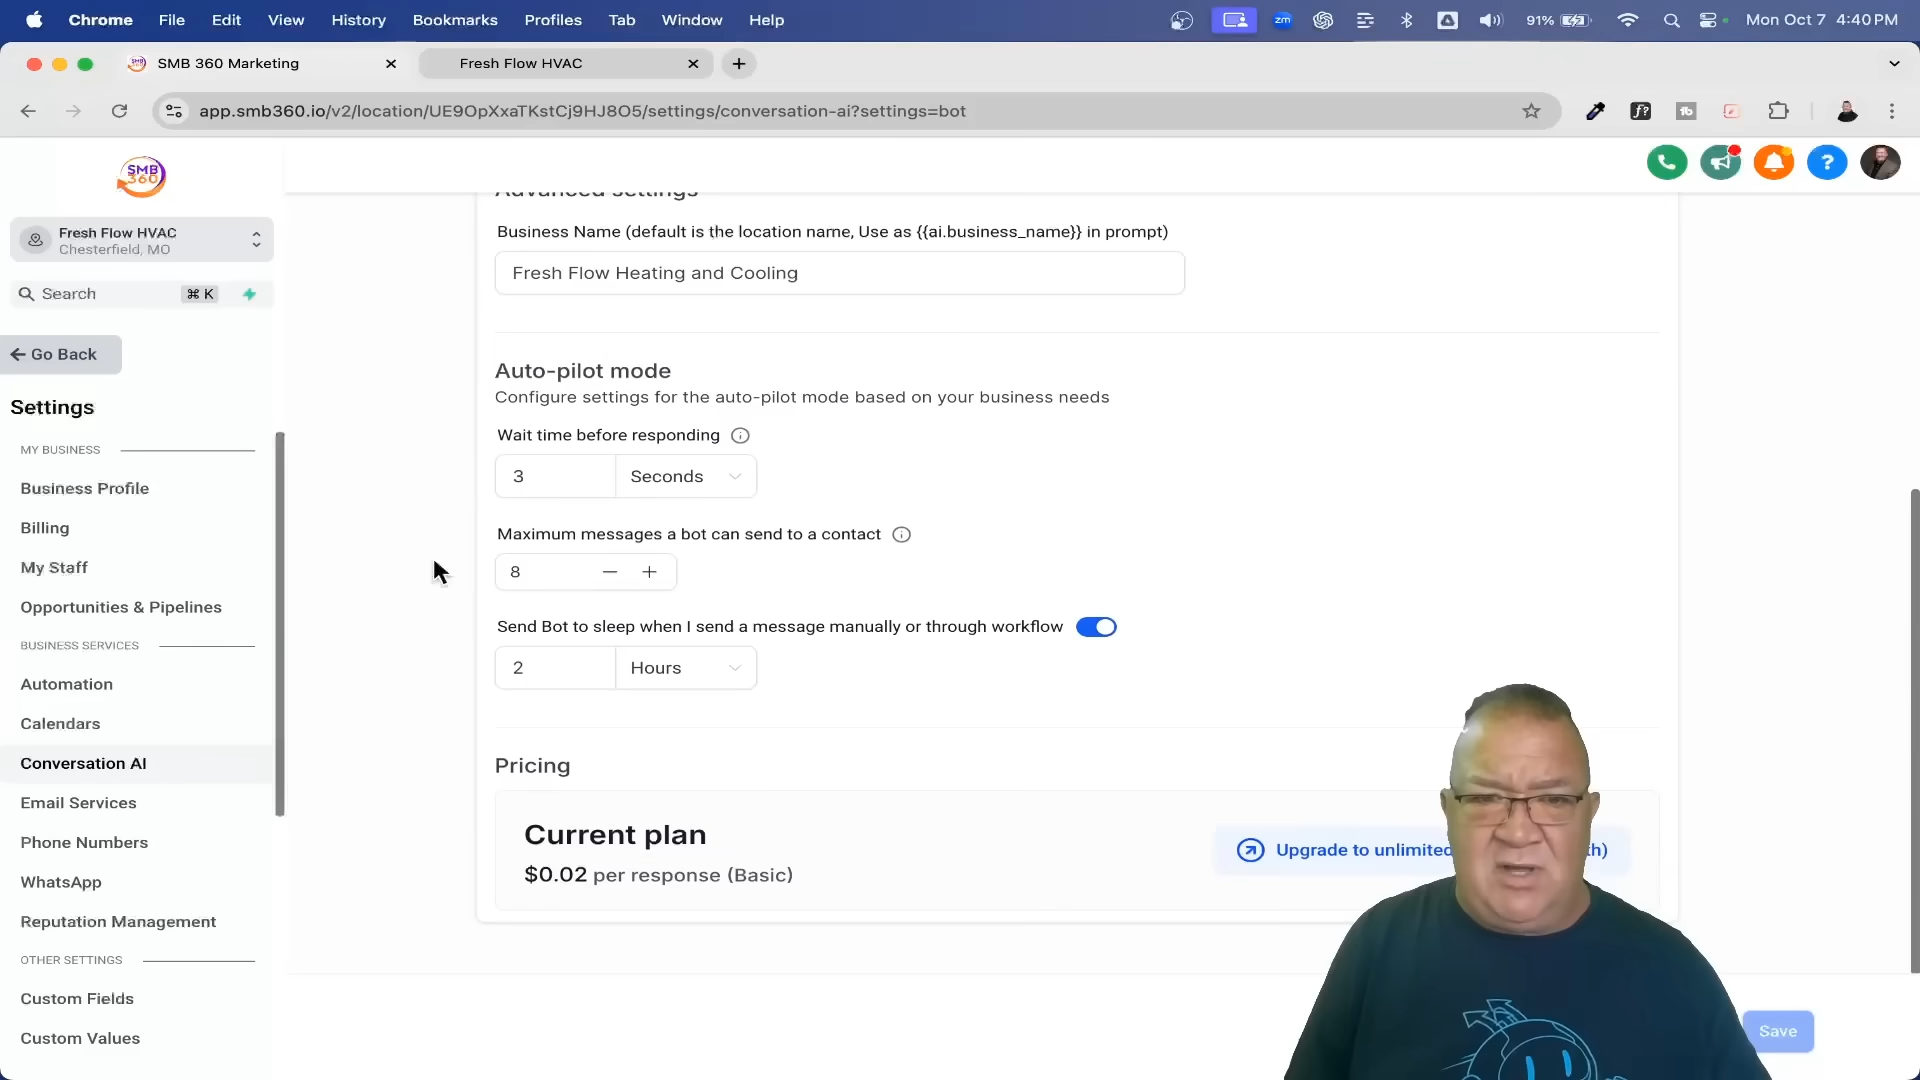 Chrome File Edit View History Bookmarks Profiles Tab Window Help zm 91% Mon Oct 7 4:40 PM
SMB 360 Marketing
Fresh Flow HVAC
app.smb360.io/v2/location/UE9OpXxaTKstCj9HJ8O5/settings/conversation-ai?settings=bot
SMB
360
Fresh Flow HVAC
Chesterfield, MO
Search ⌘ K
Go Back
Settings
MY BUSINESS
Business Profile
Billing
My Staff
Opportunities & Pipelines
BUSINESS SERVICES
Automation
Calendars
Conversation AI
Email Services
Phone Numbers
WhatsApp
Reputation Management
OTHER SETTINGS
Custom Fields
Custom Values
Advanced settings
Business Name (default is the location name, Use as {{ai.business_name}} in prompt)
Fresh Flow Heating and Cooling
Auto-pilot mode
Configure settings for the auto-pilot mode based on your business needs
Wait time before responding
3 Seconds
Maximum messages a bot can send to a contact
8
Send Bot to sleep when I send a message manually or through workflow
2 Hours
Pricing
Current plan
$0.02 per response (Basic)
Upgrade to unlimited
Save